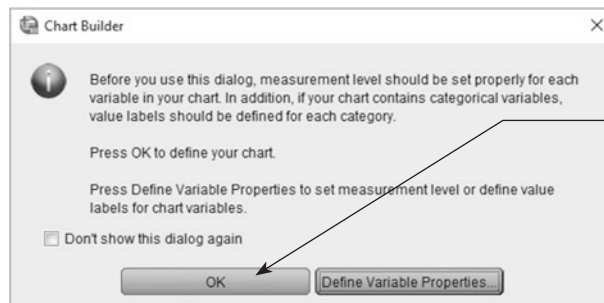 Chart Builder
Before you use this dialog, measurement level should be set properly for each
variable in your chart. In addition, if your chart contains categorical variables,
value labels should be defined for each category.
Press OK to define your chart.
Press Define Variable Properties to set measurement level or define value
labels for chart variables.
Don't show this dialog again
OK
Define Variable Properties...